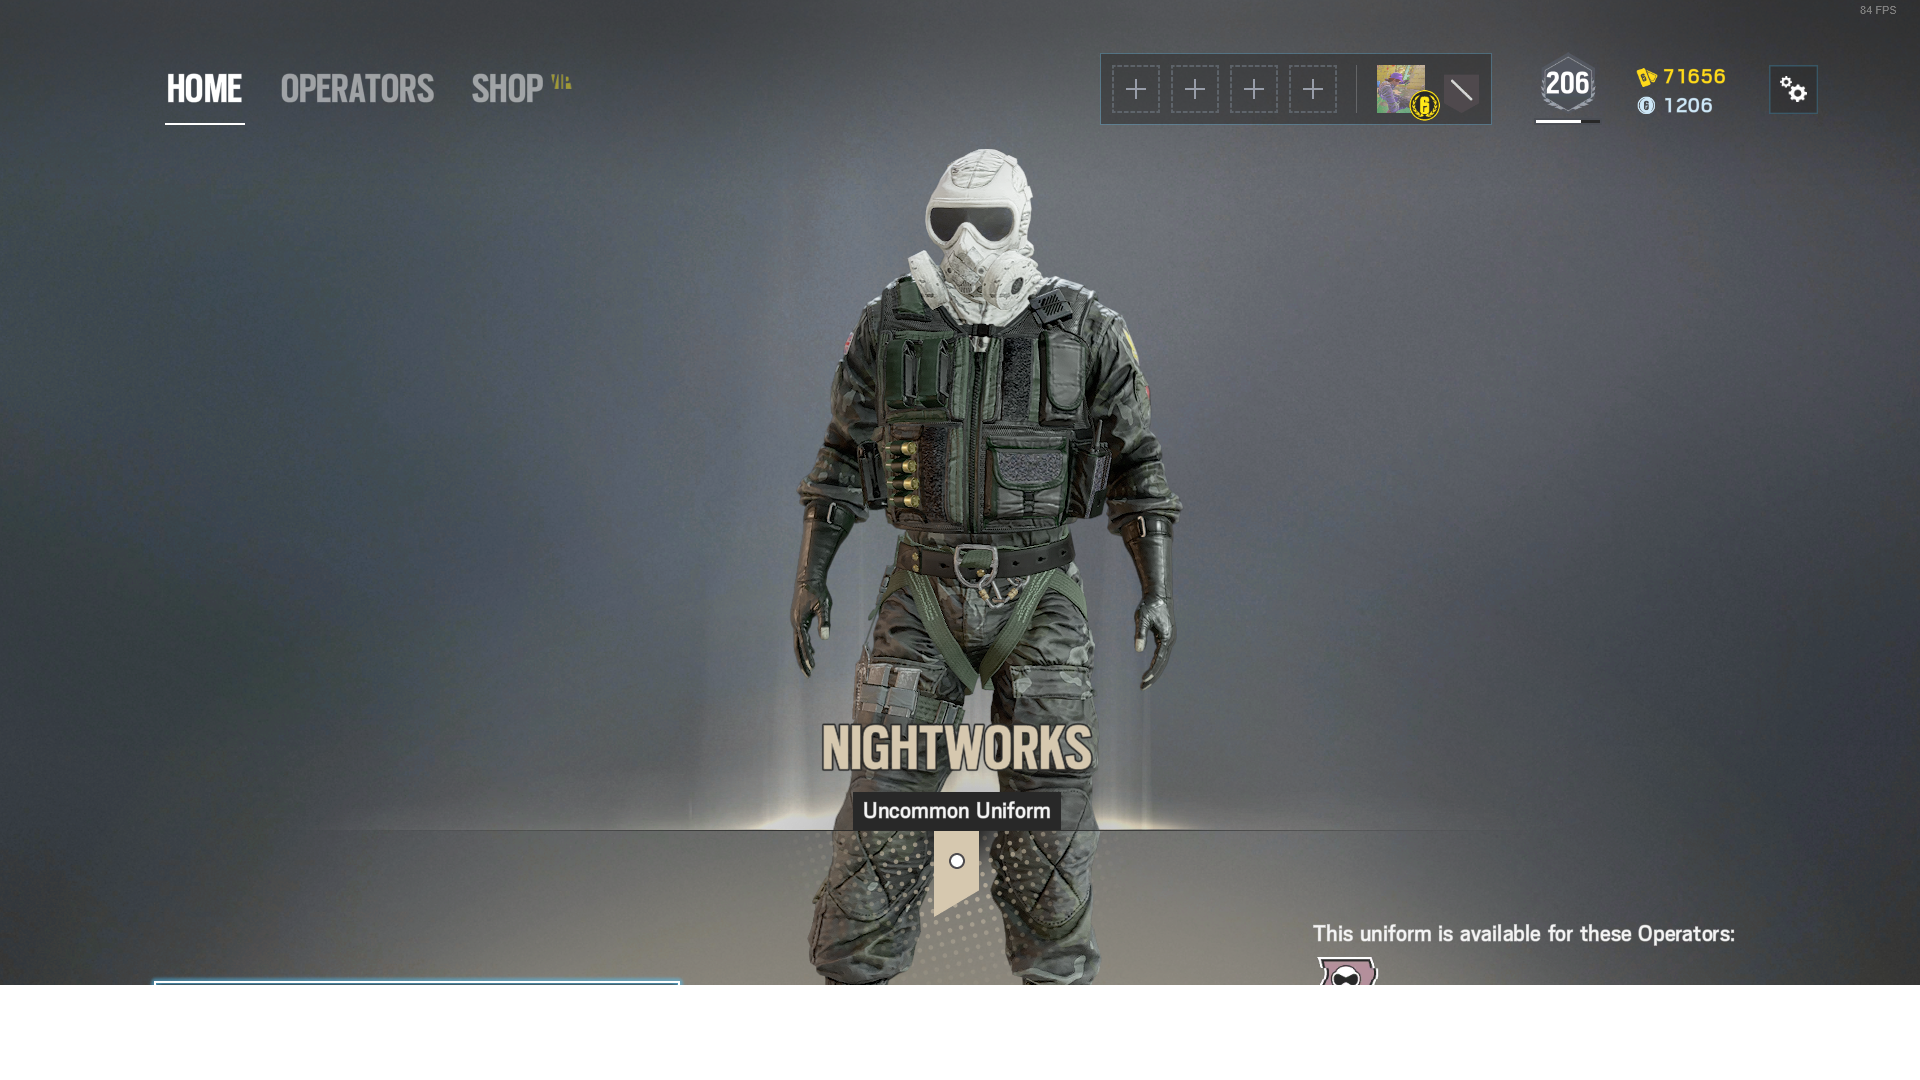 84 FPS
HOME OPERATORS SHOP
206
71656
1206
NIGHTWORKS
Uncommon Uniform
This uniform is available for these Operators: